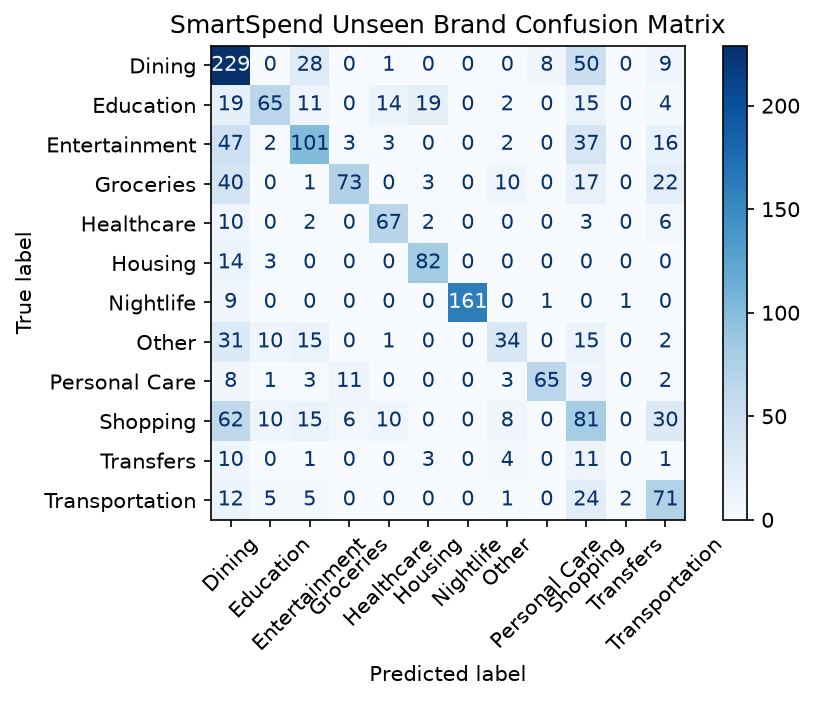 SmartSpend Unseen Brand Confusion Matrix
Dining 229 0 28 0 1 0 0 0 8 50 0 9
Education 19 65 11 0 14 19 0 2 0 15 0 4
Entertainment 47 2 101 3 3 0 0 2 0 37 0 16
Groceries 40 0 1 73 0 3 0 10 0 17 0 22
Healthcare 10 0 2 0 67 2 0 0 0 3 0 6
Housing 14 3 0 0 0 82 0 0 0 0 0 0
Nightlife 9 0 0 0 0 0 161 0 1 0 1 0
Other 31 10 15 0 1 0 0 34 0 15 0 2
Personal Care 8 1 3 11 0 0 0 3 65 9 0 2
Shopping 62 10 15 6 10 0 0 8 0 81 0 30
Transfers 10 0 1 0 0 3 0 4 0 11 0 1
Transportation 12 5 5 0 0 0 0 1 0 24 2 71
True label
Dining
Education
Entertainment
Groceries
Healthcare
Housing
Nightlife
Other
Personal Care
Shopping
Transfers
Transportation
Predicted label
200
150
100
50
0